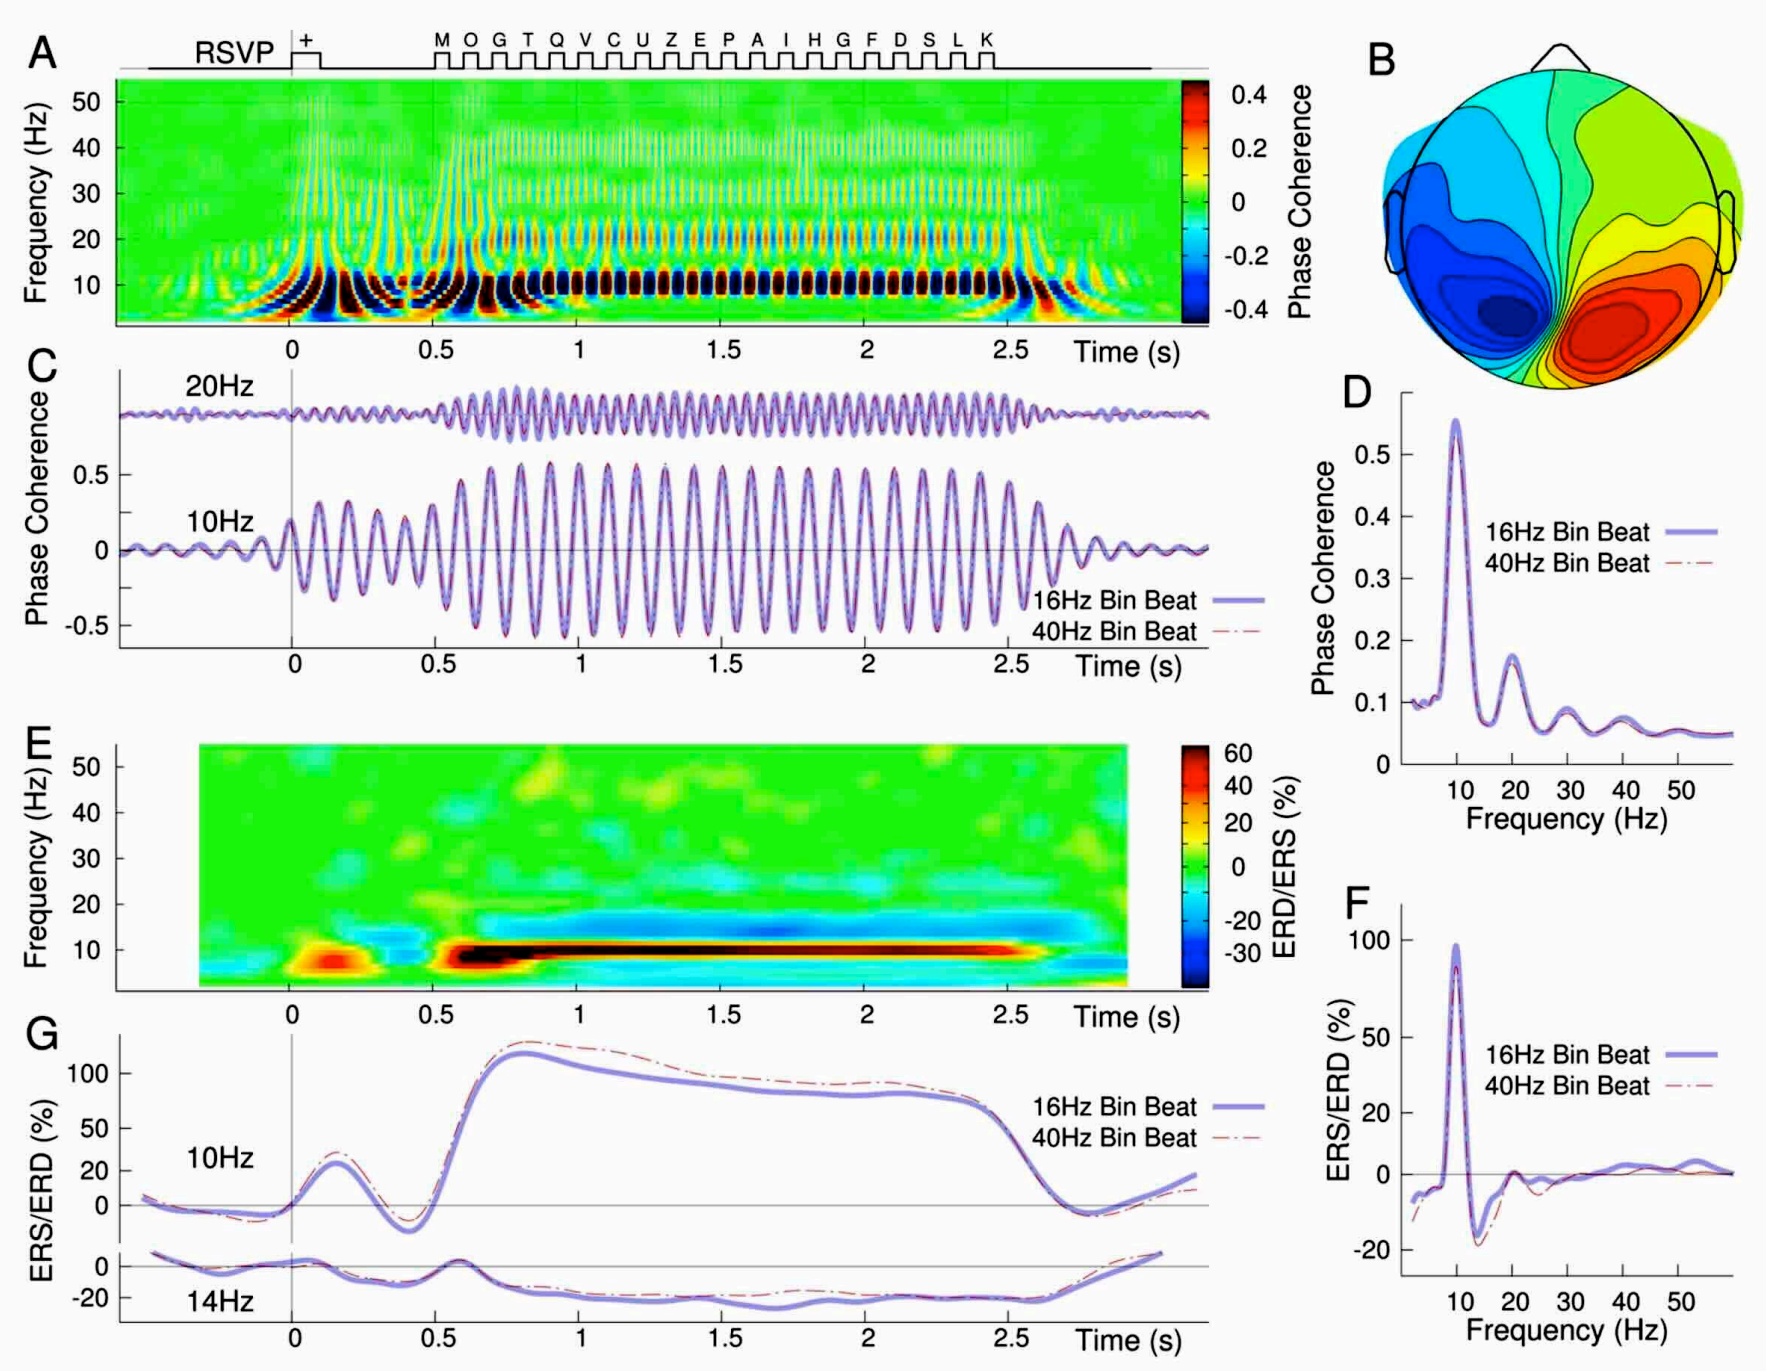 A
RSVP
+
M O G T Q V C U Z E P A I H G F D S L K
Frequency (Hz)
50
40
30
20
10
0.4
0.2
0
-0.2
-0.4
Phase Coherence
0 0.5 1 1.5 2 2.5 Time (s)
B
C
20Hz
Phase Coherence
0.5
10Hz
0
-0.5
16Hz Bin Beat
40Hz Bin Beat
0 0.5 1 1.5 2 2.5 Time (s)
D
Phase Coherence
0.5
0.4
0.3
0.2
0.1
0
16Hz Bin Beat
40Hz Bin Beat
10 20 30 40 50
Frequency (Hz)
E
Frequency (Hz)
50
40
30
20
10
60
40
20
0
-20
-30
ERD/ERS (%)
0 0.5 1 1.5 2 2.5 Time (s)
F
ERS/ERD (%)
100
50
20
0
-20
16Hz Bin Beat
40Hz Bin Beat
10 20 30 40 50
Frequency (Hz)
G
ERS/ERD (%)
100
50
20
0
10Hz
16Hz Bin Beat
40Hz Bin Beat
0
-20
14Hz
0 0.5 1 1.5 2 2.5 Time (s)